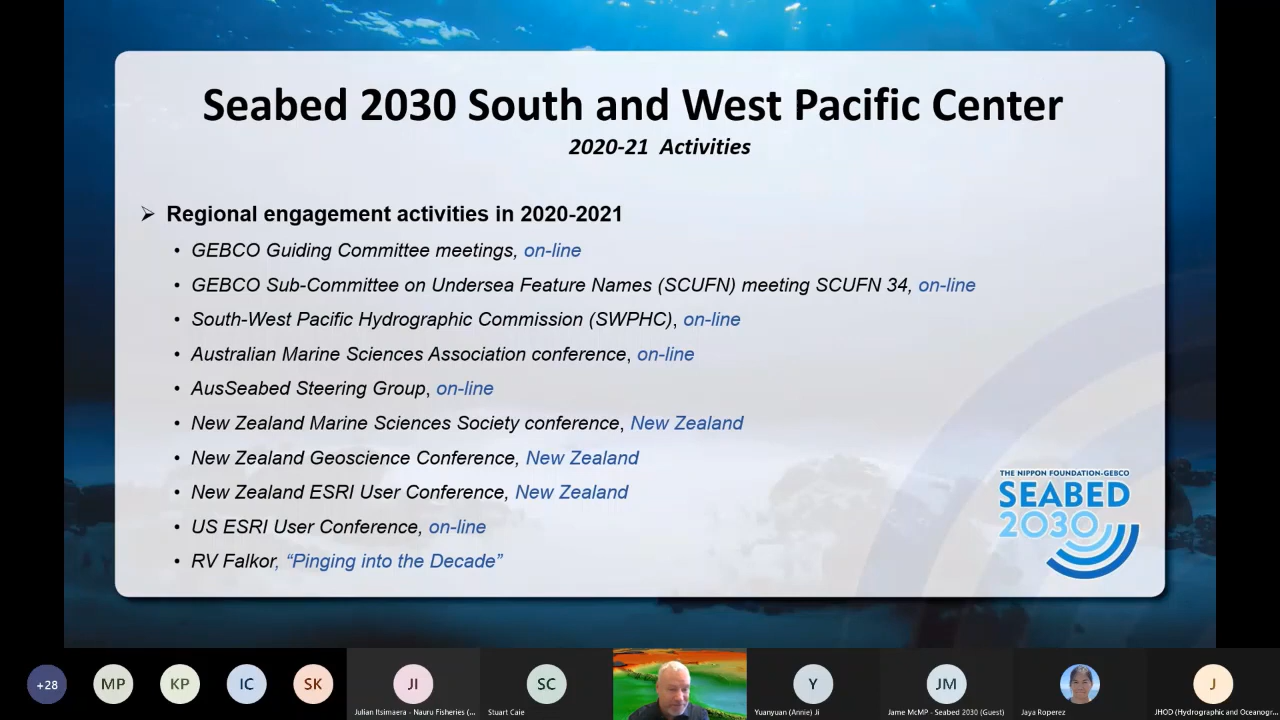 Seabed 2030 South and West Pacific Center
2020-21 Activities
Regional engagement activities in 2020-2021
GEBCO Guiding Committee meetings, on-line
GEBCO Sub-Committee on Undersea Feature Names (SCUFN) meeting SCUFN 34, on-line
South-West Pacific Hydrographic Commission (SWPHC), on-line
Australian Marine Sciences Association conference, on-line
AusSeabed Steering Group, on-line
New Zealand Marine Sciences Society conference, New Zealand
New Zealand Geoscience Conference, New Zealand
New Zealand ESRI User Conference, New Zealand
US ESRI User Conference, on-line
RV Falkor, “Pinging into the Decade”
THE NIPPON FOUNDATION-GEBCO
SEABED
2030
+28
MP
KP
IC
SK
JI
SC
Y
JM
J
Julian Itsimaera - Nauru Fisheries (...
Stuart Caie
Yuanyuan (Annie) Ji
Jame McMP - Seabed 2030 (Guest)
Jaya Roperez
JHOD (Hydrographic and Oceanogr...